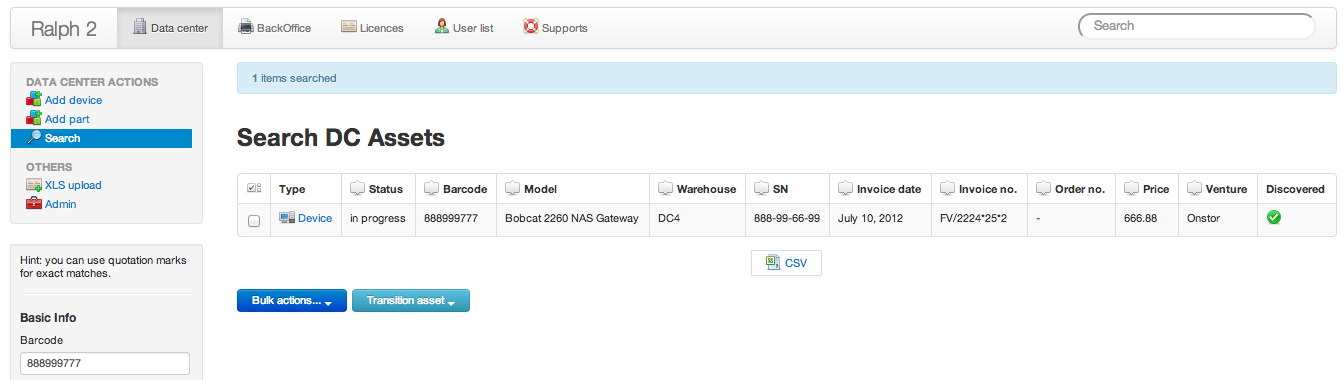 Ralph 2 Data center BackOffice Licences User list Supports Search
1 items searched
DATA CENTER ACTIONS
Add device
Add part
Search
OTHERS
XLS upload
Admin
Hint: you can use quotation marks
for exact matches.
Basic Info
Barcode
888999777
Search DC Assets
Type Status Barcode Model Warehouse SN Invoice date Invoice no. Order no. Price Venture Discovered
Device in progress 888999777 Bobcat 2260 NAS Gateway DC4 888-99-66-99 July 10, 2012 FV/2224*25*2 - 666.88 Onstor
CSV
Bulk actions... Transition asset